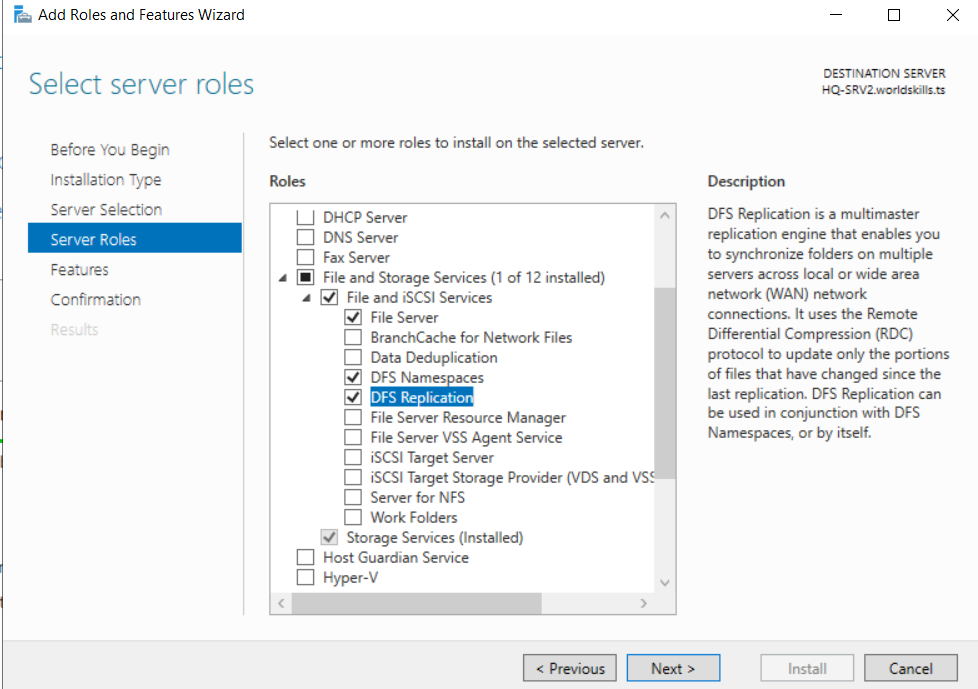 Add Roles and Features Wizard
Select server roles
DESTINATION SERVER
HQ-SRV2.worldskills.ts
Before You Begin
Installation Type
Server Selection
Server Roles
Features
Confirmation
Results
Select one or more roles to install on the selected server.
Roles
DHCP Server
DNS Server
Fax Server
File and Storage Services (1 of 12 installed)
File and iSCSI Services
File Server
BranchCache for Network Files
Data Deduplication
DFS Namespaces
DFS Replication
File Server Resource Manager
File Server VSS Agent Service
iSCSI Target Server
iSCSI Target Storage Provider (VDS and VSS
Server for NFS
Work Folders
Storage Services (Installed)
Host Guardian Service
Hyper-V
Description
DFS Replication is a multimaster
replication engine that enables you
to synchronize folders on multiple
servers across local or wide area
network (WAN) network
connections. It uses the Remote
Differential Compression (RDC)
protocol to update only the portions
of files that have changed since the
last replication. DFS Replication can
be used in conjunction with DFS
Namespaces, or by itself.
< Previous
Next >
Install
Cancel